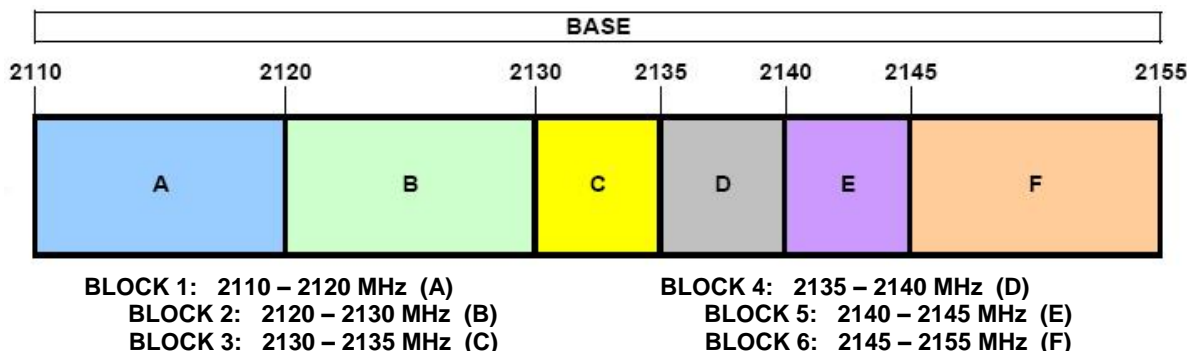 BASE
2110 2120 2130 2135 2140 2145 2155
A B C D E F
BLOCK 1: 2110 – 2120 MHz (A)
BLOCK 2: 2120 – 2130 MHz (B)
BLOCK 3: 2130 – 2135 MHz (C)
BLOCK 4: 2135 – 2140 MHz (D)
BLOCK 5: 2140 – 2145 MHz (E)
BLOCK 6: 2145 – 2155 MHz (F)